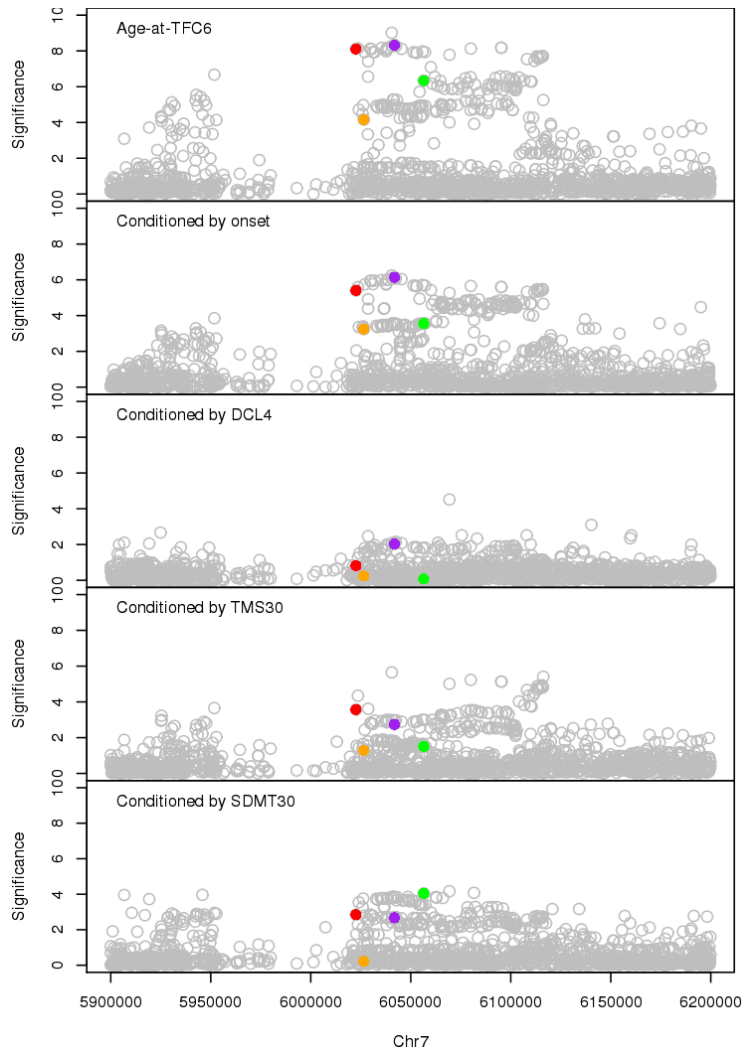 Age-at-TFC6
Significance
10
8
6
4
2
0
Conditioned by onset
Significance
10
8
6
4
2
0
Conditioned by DCL4
Significance
10
8
6
4
2
0
Conditioned by TMS30
Significance
10
8
6
4
2
0
Conditioned by SDMT30
Significance
10
8
6
4
2
0
5900000 5950000 6000000 6050000 6100000 6150000 6200000
Chr7